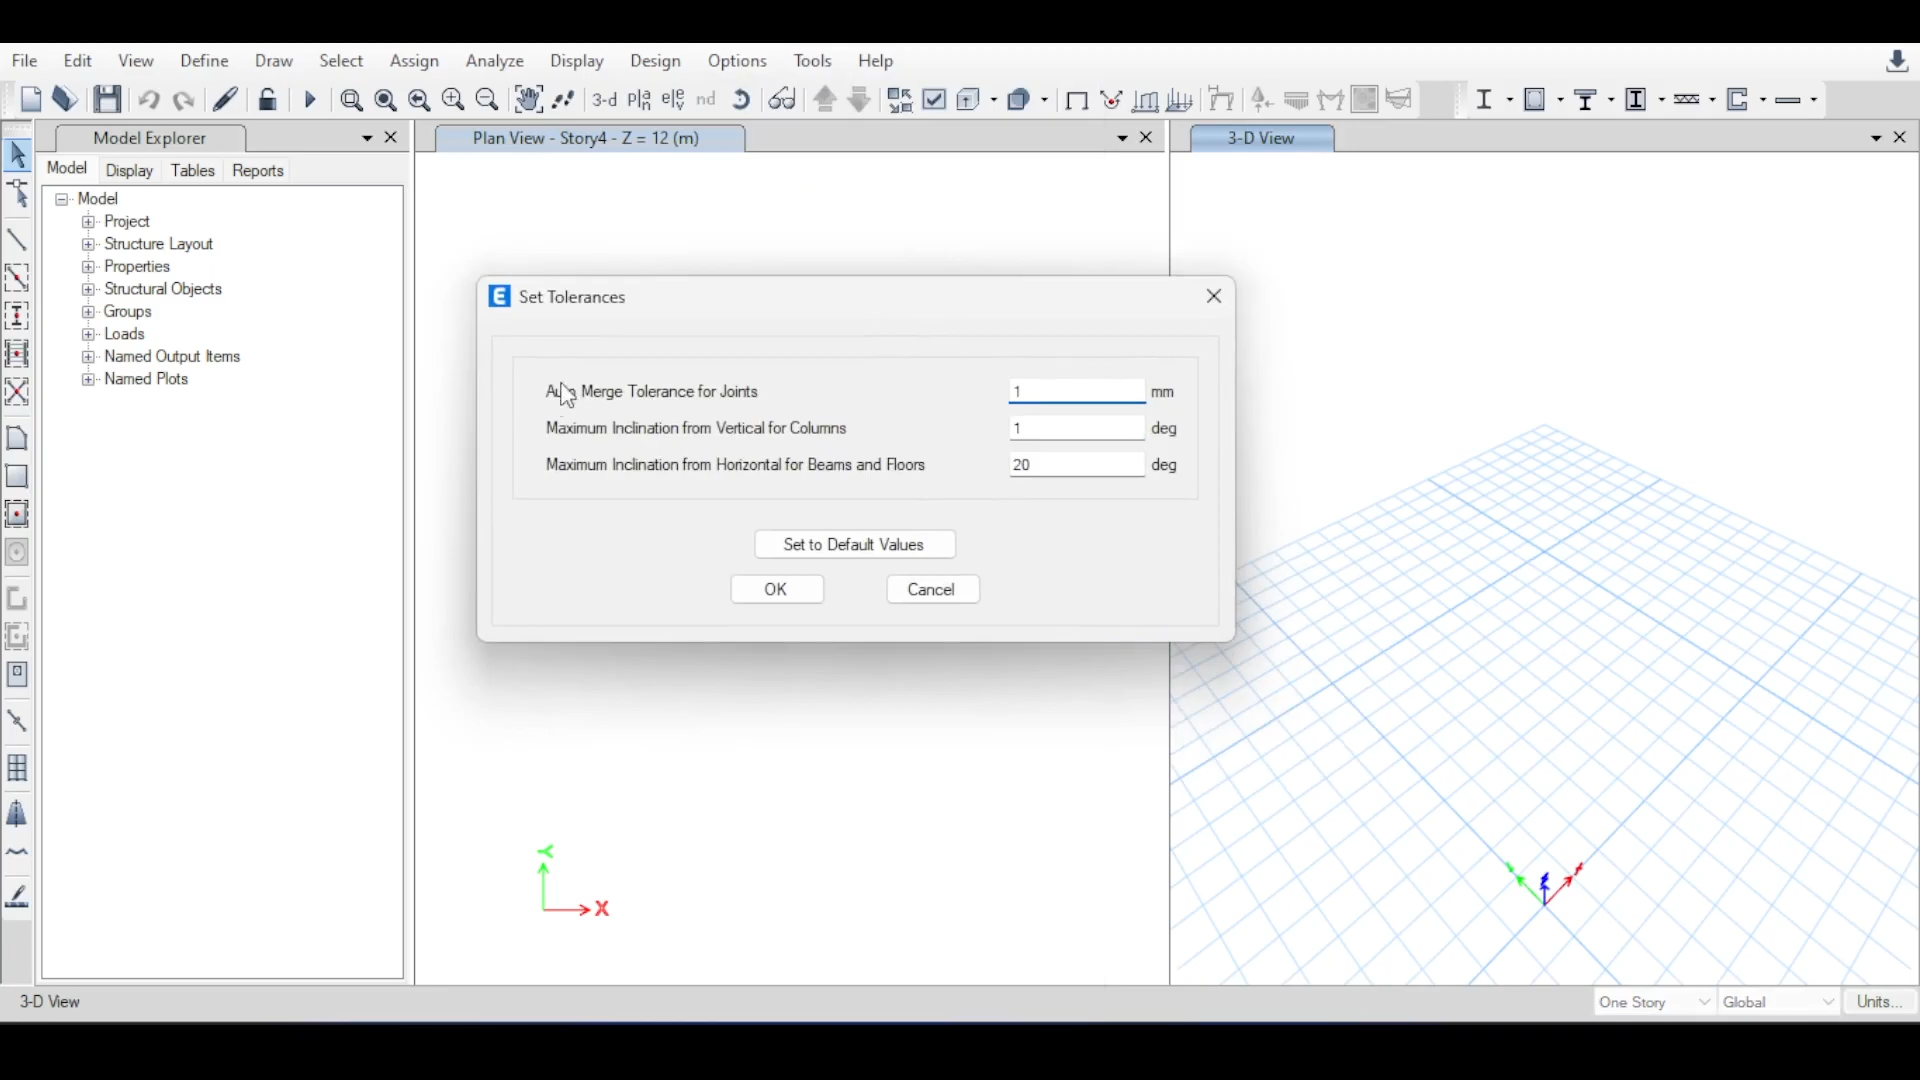 File Edit View Define Draw Select Assign Analyze Display Design Options Tools Help
3-d nd
Model Explorer
Plan View - Story4 - Z = 12 (m)
3-D View
Model Display Tables Reports
Model
Project
Structure Layout
Properties
Structural Objects
Groups
Loads
Named Output Items
Named Plots
E Set Tolerances
Merge Tolerance for Joints 1 mm
Maximum Inclination from Vertical for Columns 1 deg
Maximum Inclination from Horizontal for Beams and Floors 20 deg
Set to Default Values
OK Cancel
Y
X
3-D View
One Story Global Units...